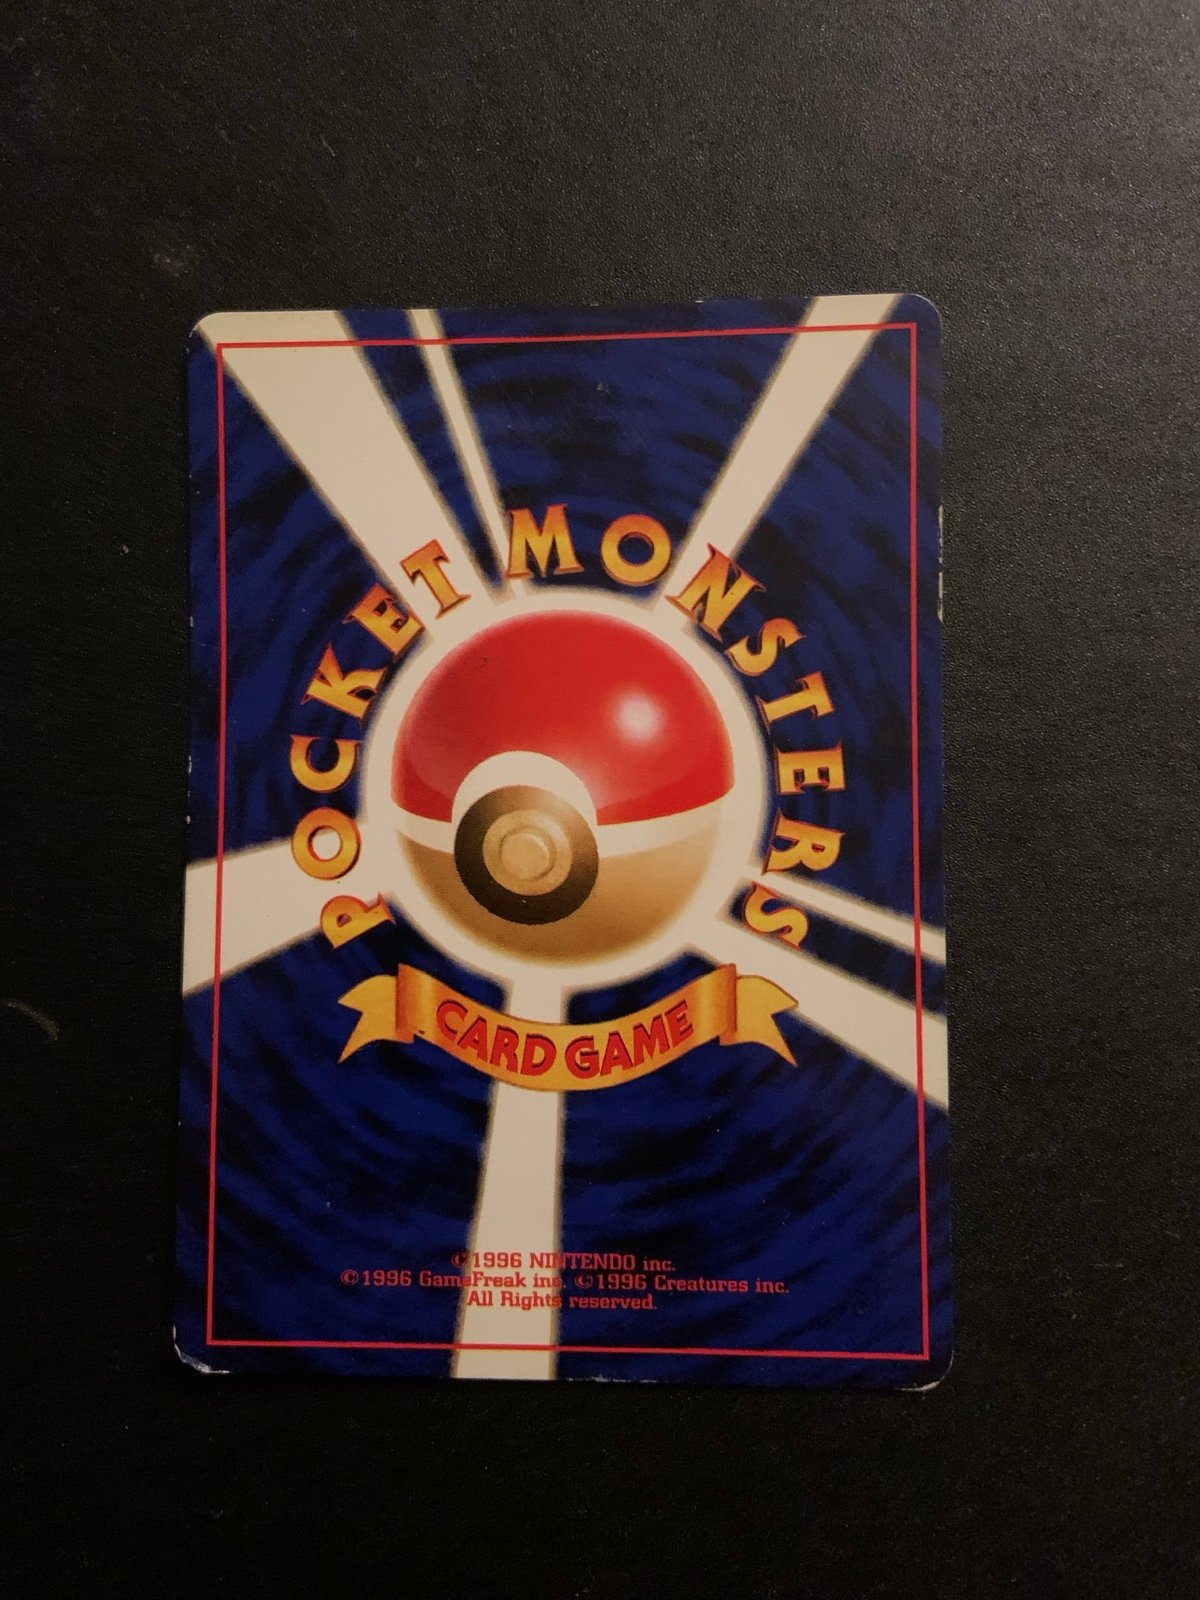 POCKET MONSTERS
CARD GAME
©1996 NINTENDO inc.
©1996 GameFreak inc. ©1996 Creatures inc.
All Rights reserved.